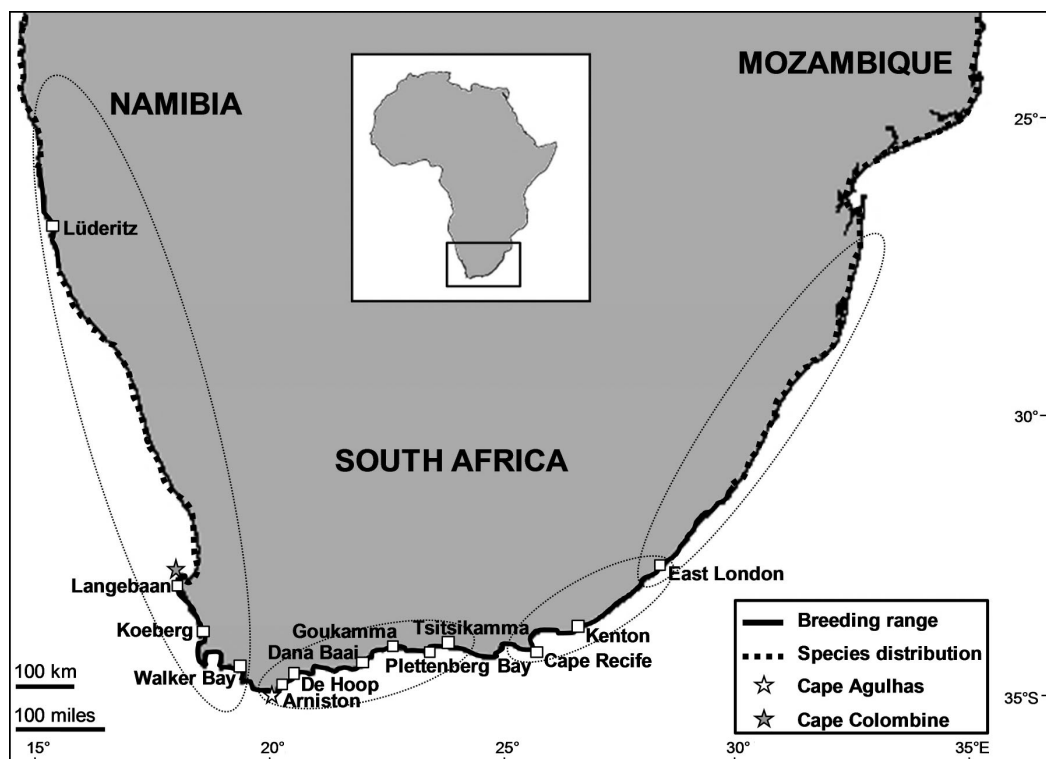 NAMIBIA
MOZAMBIQUE
25°
Lüderitz
30°
SOUTH AFRICA
Langebaan
East London
Koeberg
Goukamma
Tsitsikamma
Kenton
Dana Baai
Walker Bay
Plettenberg Bay
Cape Recife
De Hoop
Arniston
100 km
100 miles
Breeding range
Species distribution
Cape Agulhas
Cape Colombine
35°S
15°
20°
25°
30°
35°E